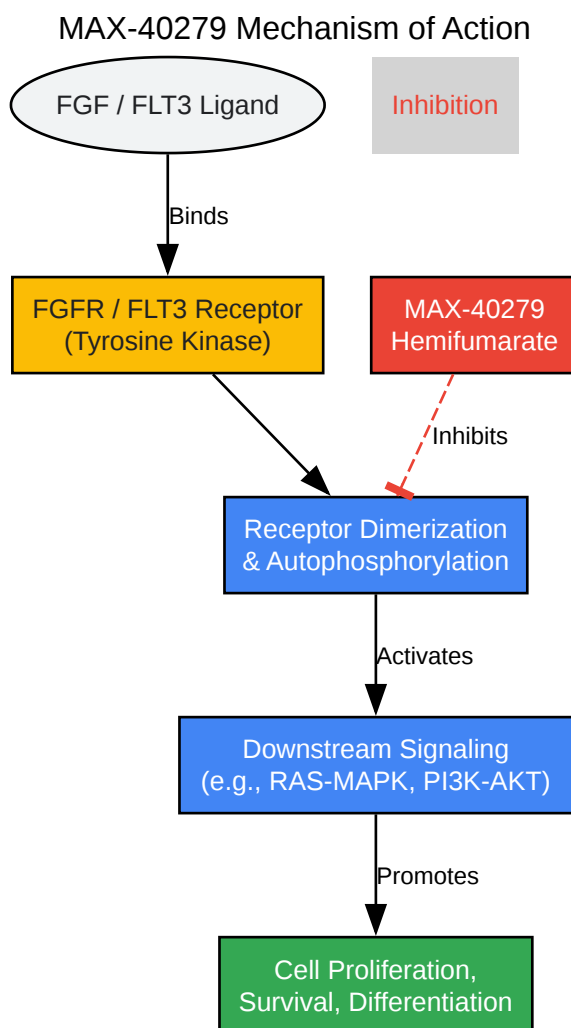 MAX-40279 Mechanism of Action
FGF / FLT3 Ligand
Inhibition
Binds
FGFR / FLT3 Receptor
(Tyrosine Kinase)
MAX-40279
Hemifumarate
Inhibits
Receptor Dimerization
& Autophosphorylation
Activates
Downstream Signaling
(e.g., RAS-MAPK, PI3K-AKT)
Promotes
Cell Proliferation,
Survival, Differentiation